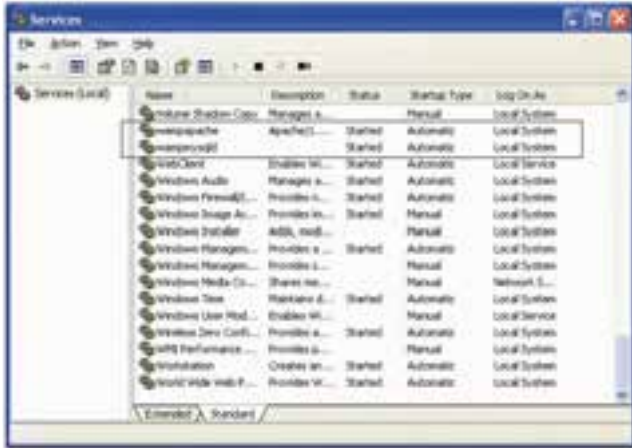 Services
File Action View Help
Services (Local)
Name Description Status Startup Type Log On As
Volume Shadow Copy Manages a... Manual Local System
wampapache Apache/... Started Automatic Local System
wampmysqld Started Automatic Local System
WebClient Enables Wi... Started Automatic Local Service
Windows Audio Manages a... Started Automatic Local System
Windows Firewall/I... Provides n... Started Automatic Local System
Windows Image Ac... Provides im... Started Manual Local System
Windows Installer Adds, modi... Manual Local System
Windows Managem... Provides a ... Started Automatic Local System
Windows Managem... Provides s... Manual Local System
Windows Media Co... Shares me... Manual Network S...
Windows Time Maintains d... Started Automatic Local System
Windows User Mod... Enables Wi... Manual Local Service
Wireless Zero Confi... Provides a... Started Automatic Local System
WMI Performance ... Provides p... Manual Local System
Workstation Creates an... Started Automatic Local System
World Wide Web P... Provides W... Started Automatic Local System
Extended Standard